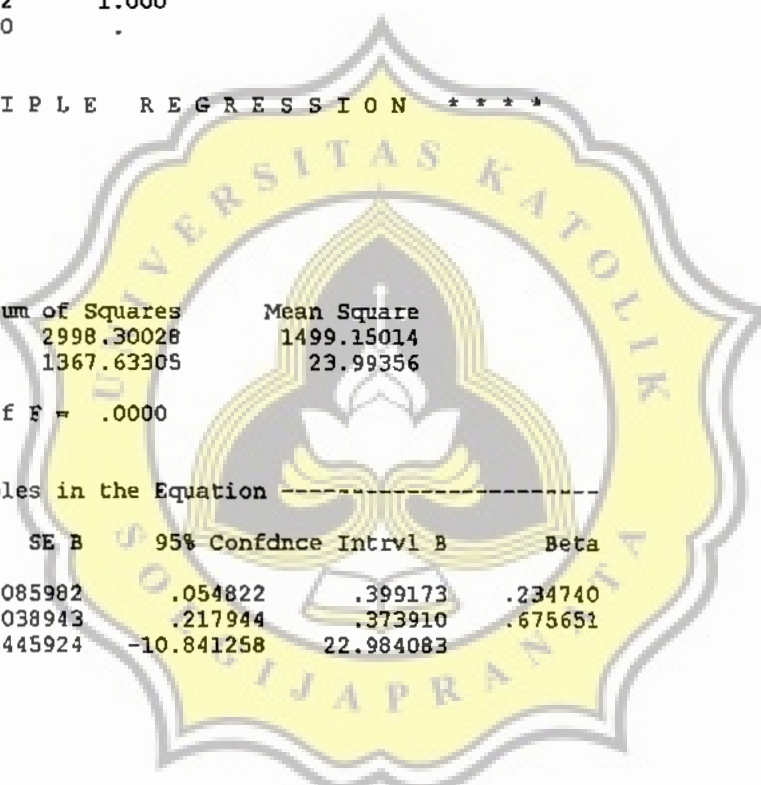 2 1.000
0 .
I P L E R E G R E S S I O N * * * *
um of Squares Mean Square
2998.30028 1499.15014
1367.63305 23.99356
f F = .0000
les in the Equation -----------------------
SE B 95% Confdnce Intrvl B Beta
085982 .054822 .399173 .234740
038943 .217944 .373910 .675651
445924 -10.841258 22.984083
UNIVERSITAS KATOLIK
SOEGIJAPRANATA